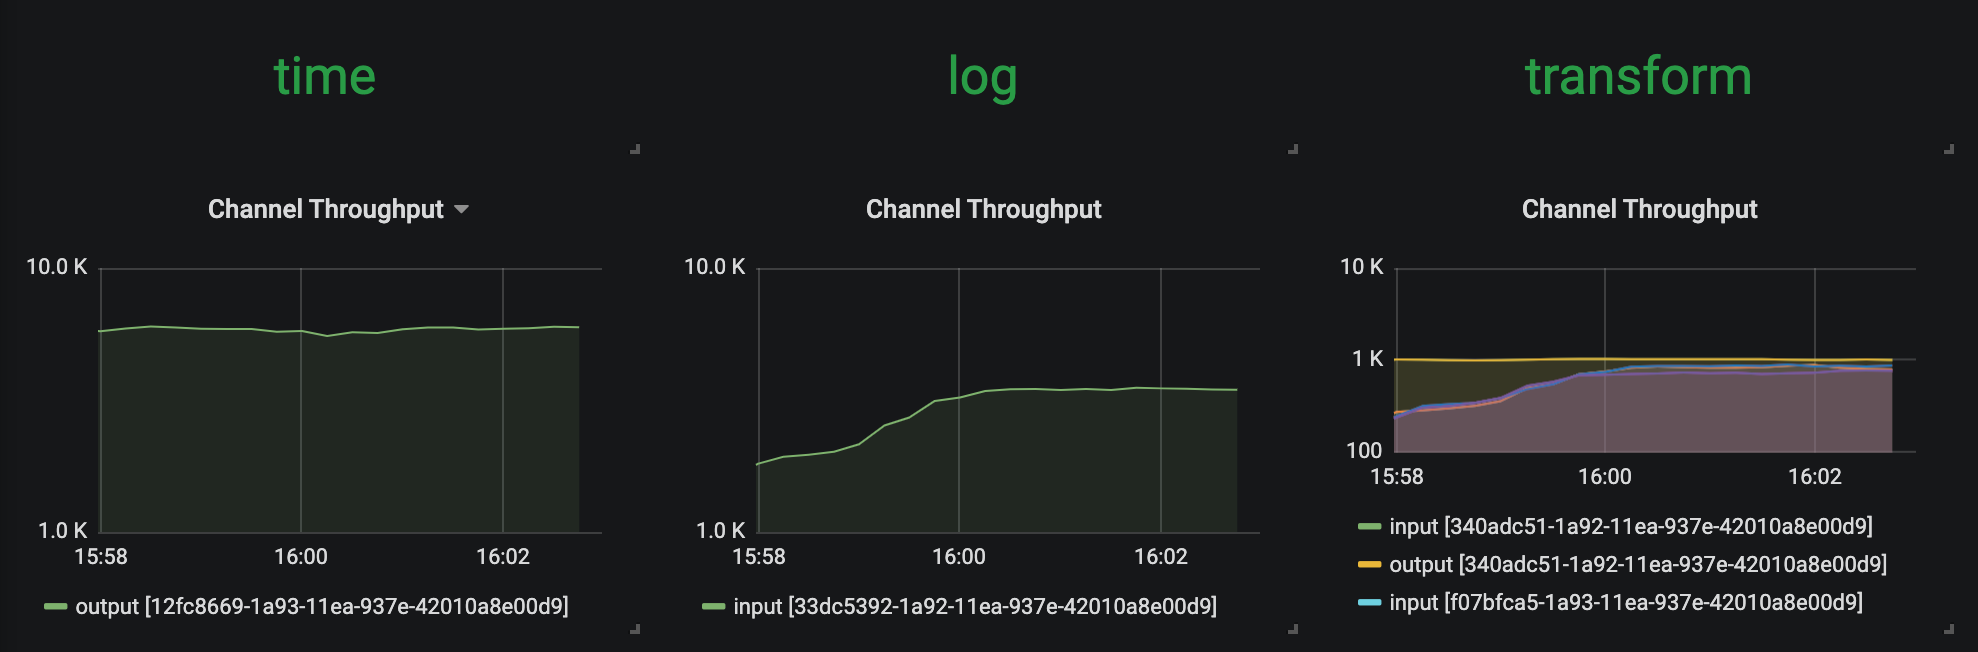 time
log
transform
Channel Throughput
10.0 K
1.0 K
15:58 16:00 16:02
output [12fc8669-1a93-11ea-937e-42010a8e00d9]
Channel Throughput
10.0 K
1.0 K
15:58 16:00 16:02
input [33dc5392-1a92-11ea-937e-42010a8e00d9]
Channel Throughput
10 K
1 K
100
15:58 16:00 16:02
input [340adc51-1a92-11ea-937e-42010a8e00d9]
output [340adc51-1a92-11ea-937e-42010a8e00d9]
input [f07bfca5-1a93-11ea-937e-42010a8e00d9]